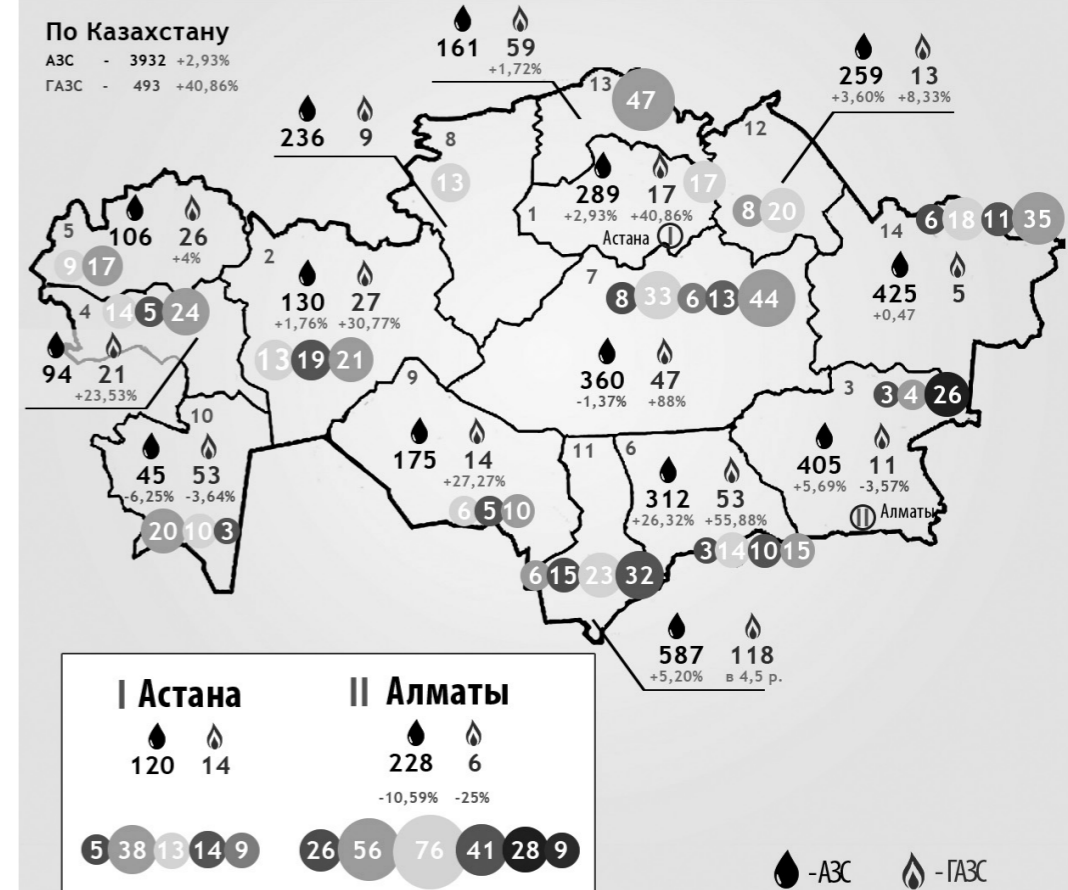 По Казахстану
АЗС - 3932 +2,93%
ГАЗС - 493 +40,86%
161 59
+1,72%
13 47
259 13
+3,60% +8,33%
236 9
8
13
12
289 17
+2,93% +40,86%
17
1
Астана I
8 20
14
6 18 11 35
425 5
+0,47
5
106 26
+4%
9 17
2
130 27
+1,76% +30,77%
13 19 21
7
8 33 6 13 44
360 47
-1,37% +88%
4
14 5 24
94 21
+23,53%
10
45 53
-6,25% -3,64%
20 10 3
9
175 14
+27,27%
6 5 10
11
6 15 23 32
587 118
+5,20% в 4,5 р.
6
312 53
+26,32% +55,88%
3 14 10 15
3
3 4 26
405 11
+5,69% -3,57%
II Алматы
I Астана
120 14
5 38 13 14 9
II Алматы
228 6
-10,59% -25%
26 56 76 41 28 9
-АЗС -ГАЗС